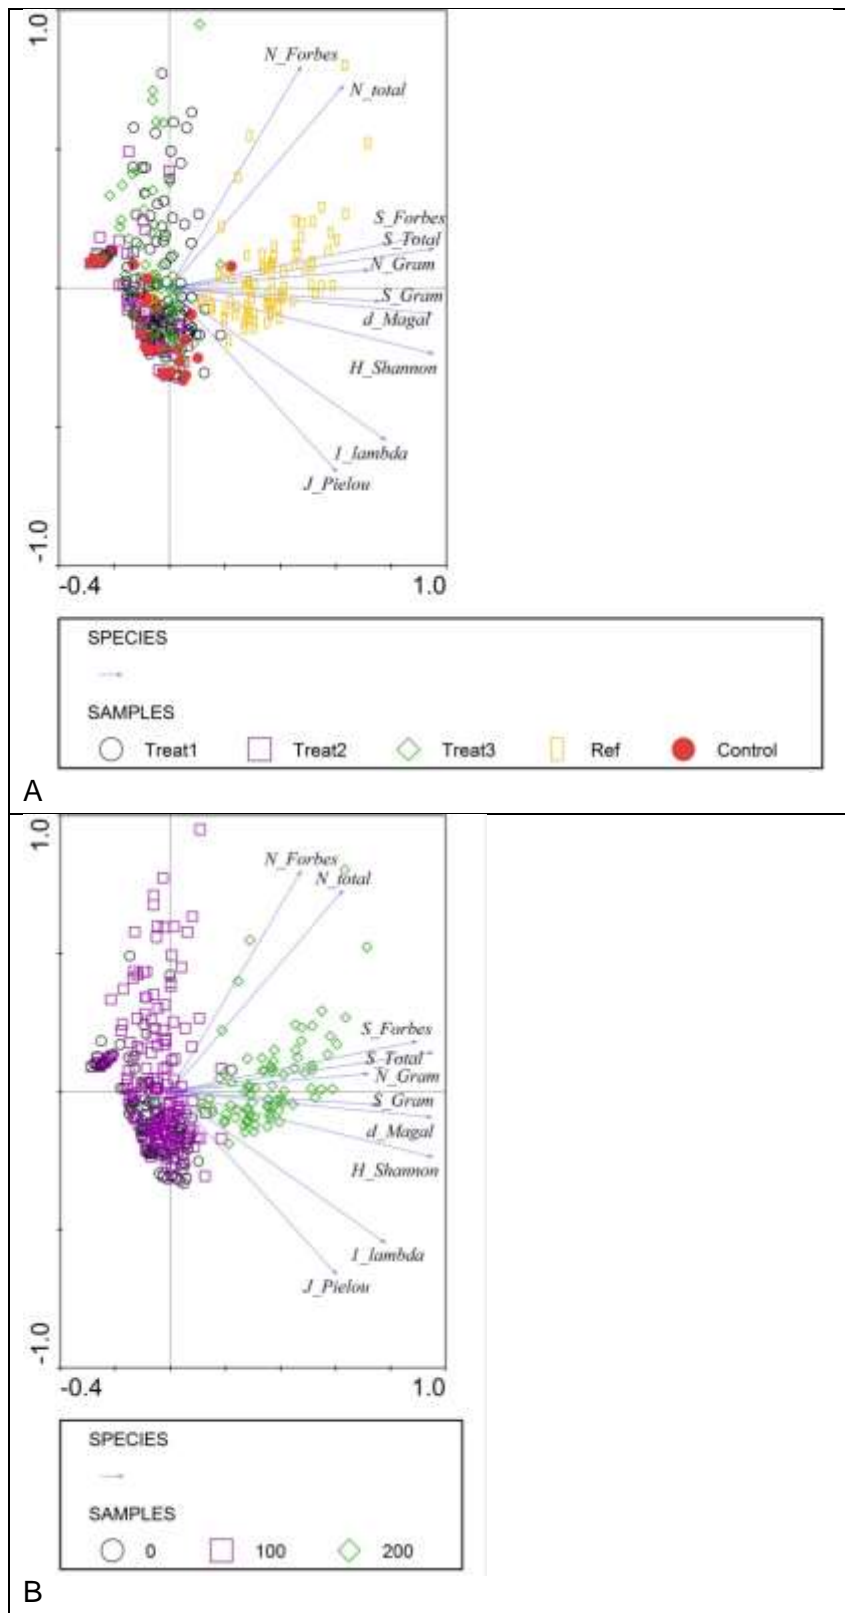 1.0
N_Forbes
N_total
S_Forbes
S_Total
N_Gram
S_Gram
d_Magal
H_Shannon
1_lambda
J_Pielou
-1.0
-0.4 1.0
SPECIES
SAMPLES
Treat1 Treat2 Treat3 Ref Control
A
1.0
N_Forbes
N_total
S_Forbes
S_Total
N_Gram
S_Gram
d_Magal
H_Shannon
1_lambda
J_Pielou
-1.0
-0.4 1.0
SPECIES
SAMPLES
0 100 200
B